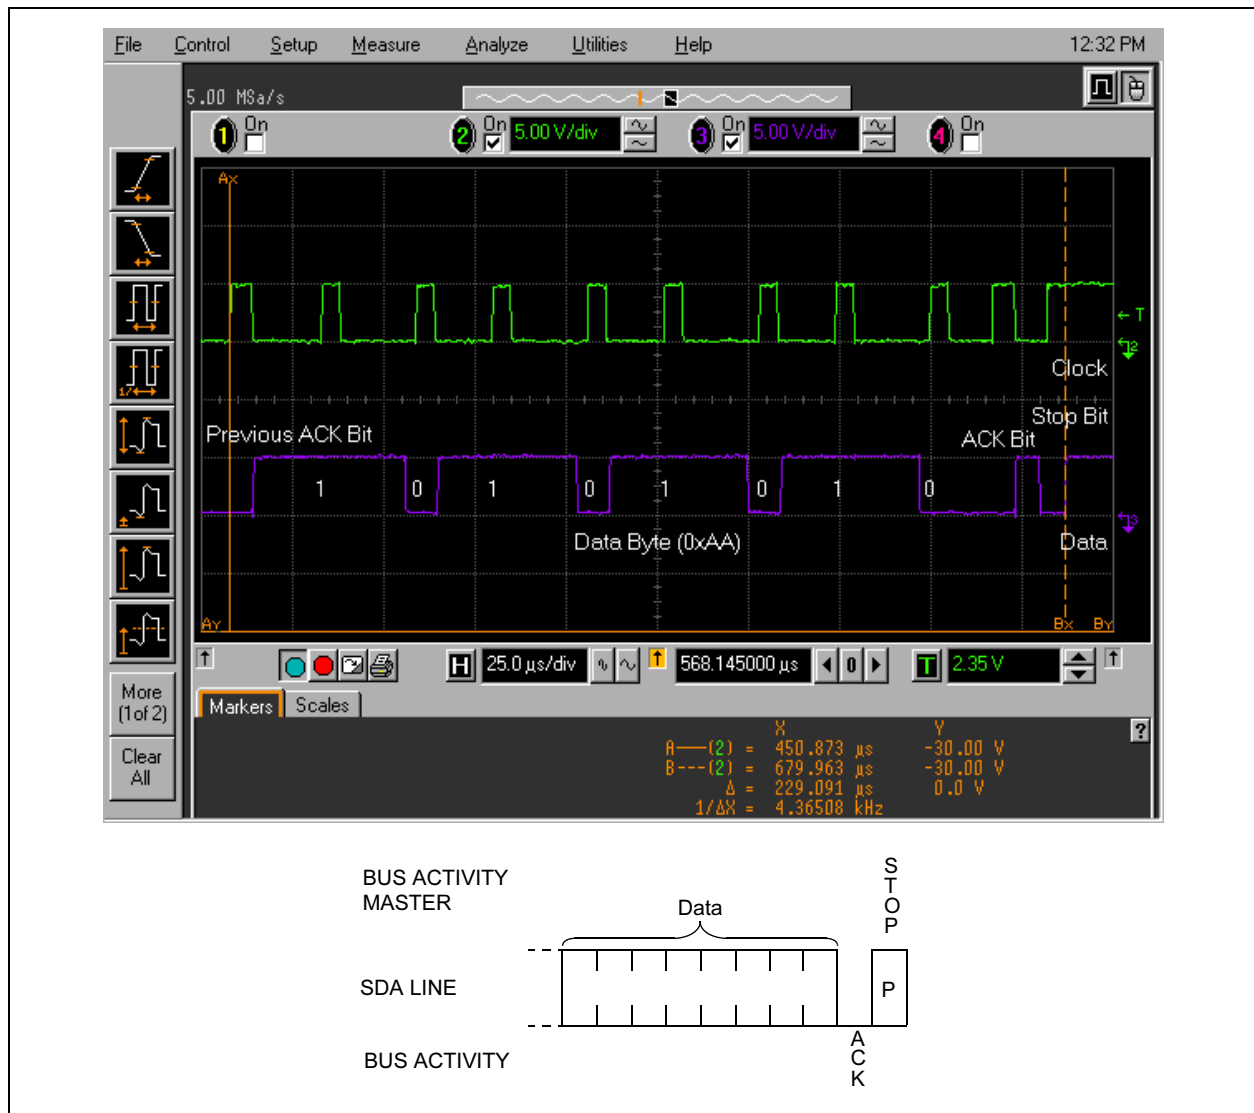 File Control Setup Measure Analyze Utilities Help 12:32 PM
5.00 MSa/s
1 On 2 On 5.00 V/div 3 On 5.00 V/div 4 On
Ax
T
2
Clock
Stop Bit
Previous ACK Bit ACK Bit
1 0 1 0 1 0 1 0
3
Data Byte (0xAA) Data
1/
Ay Bx By
H 25.0 µs/div 568.145000 µs 0 T 2.35 V
More
(1 of 2)
Clear
All
Markers Scales
?
X Y
A---(2) = 450.873 µs -30.00 V
B---(2) = 679.963 µs -30.00 V
Δ = 229.091 µs 0.0 V
1/ΔX = 4.36508 kHz
BUS ACTIVITY
MASTER
Data
STOP
SDA LINE
P
BUS ACTIVITY
ACK